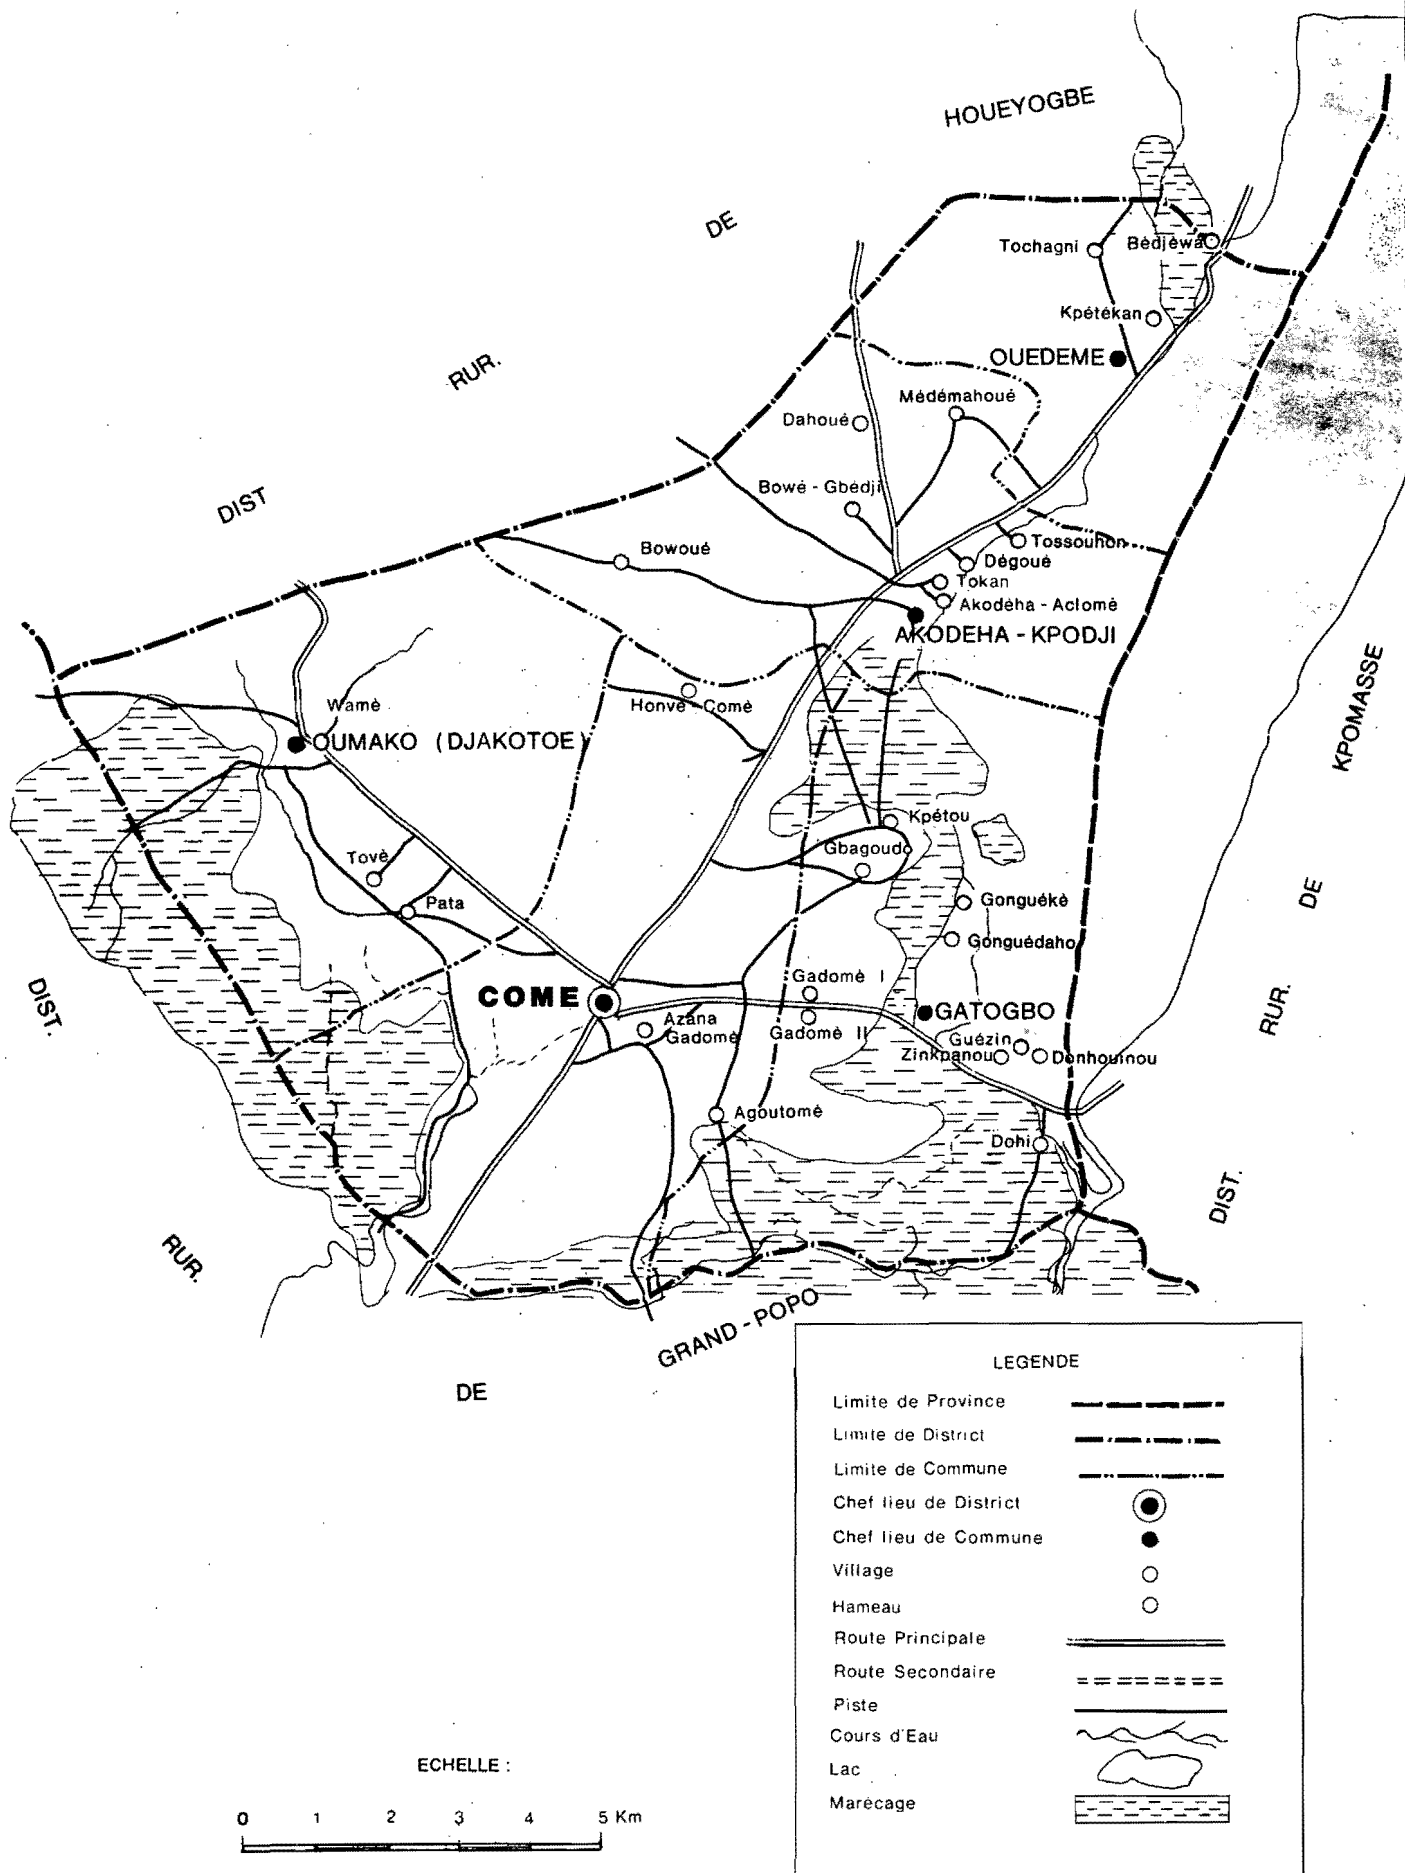 HOUEYOGBE
DE
RUR.
DIST
Tochagni
Bédjéwa
Kpétékan
OUEDEME
Médémahoué
Dahoué
Bowé - Gbédji
Bowoué
Tossouhon
Dégoué
Tokan
Akodéha - Aclomè
AKODEHA - KPODJI
Wamè
Honvé - Comè
OUMAKO (DJAKOTOE)
KPOMASSE
DE
RUR.
DIST.
Kpétou
Gbagoudo
Tovè
Pata
Gonguékè
Gonguédaho
Gadomè I
COME
Azana
Gadomè
Gadomè II
GATOGBO
Guézin
Zinkpanou
Donhouinou
Agoutomè
Dohi
DIST.
RUR.
DE
GRAND - POPO
LEGENDE
Limite de Province
Limite de District
Limite de Commune
Chef lieu de District
Chef lieu de Commune
Village
Hameau
Route Principale
Route Secondaire
Piste
Cours d'Eau
Lac
Marécage
ECHELLE :
0 1 2 3 4 5 Km